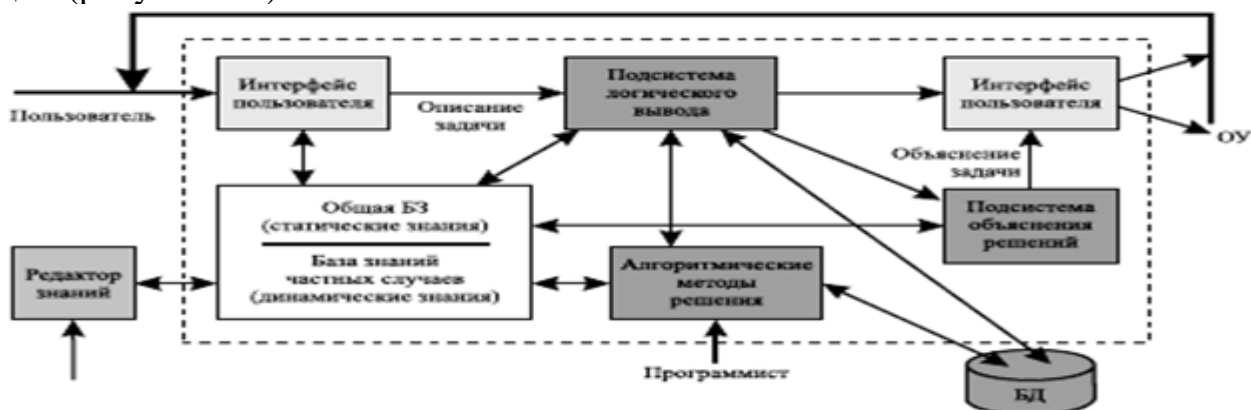 Интерфейс
пользователя
Подсистема
логического
вывода
Интерфейс
пользователя
Пользователь
Описание
задачи
ОУ
Объяснение
задачи
Общая БЗ
(статические знания)
База знаний
частных случаев
(динамические знания)
Подсистема
объяснения
решений
Редактор
знаний
Алгоритмические
методы
решения
Программист
БД